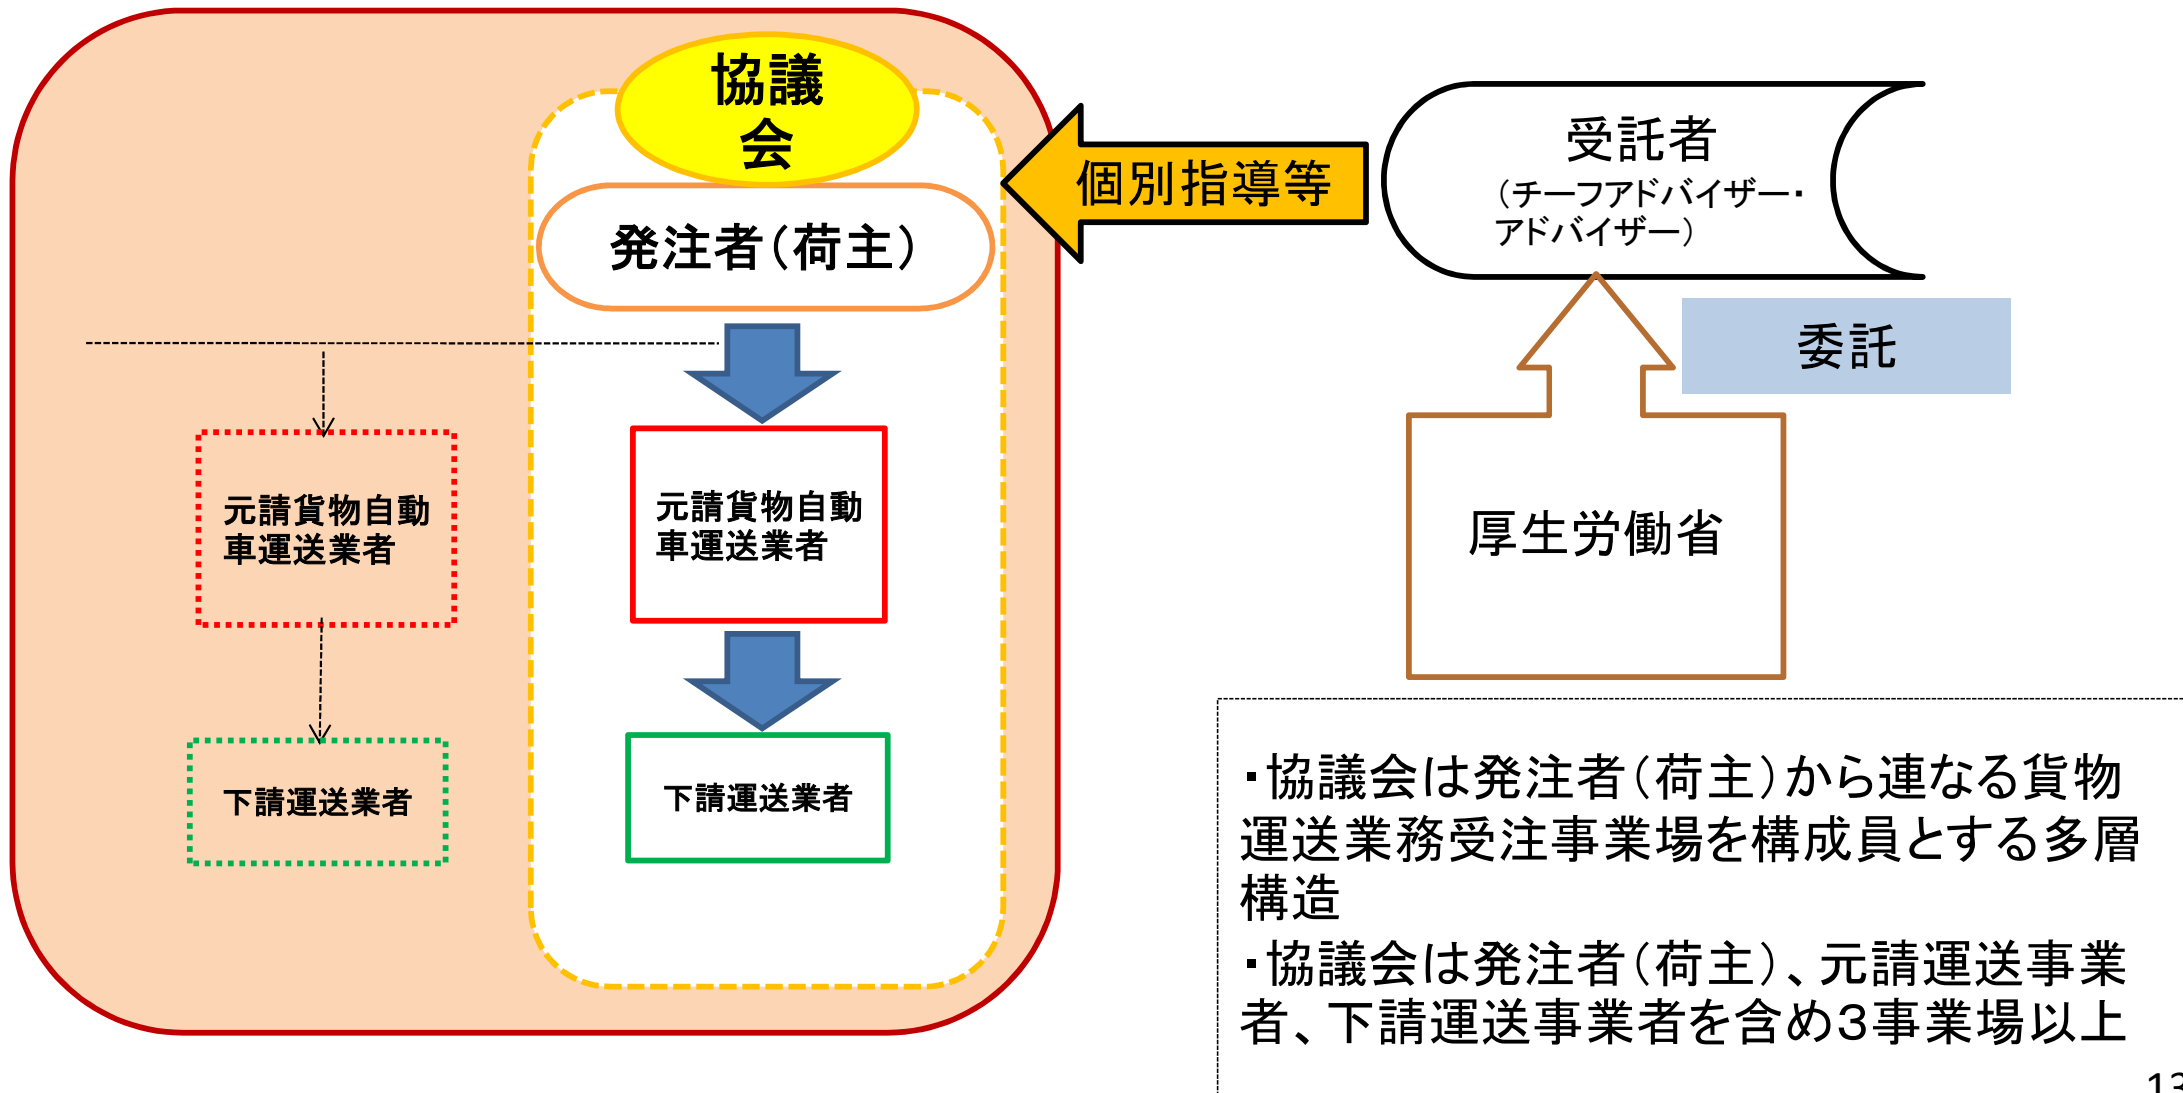 協議
会
発注者（荷主）
元請貨物自動
車運送業者
下請運送業者
元請貨物自動
車運送業者
下請運送業者
個別指導等
受託者
（チーフアドバイザー・
アドバイザー）
委託
厚生労働省
・協議会は発注者（荷主）から連なる貨物
運送業務受注事業場を構成員とする多層
構造
・協議会は発注者（荷主）、元請運送事業
者、下請運送事業者を含め３事業場以上
13